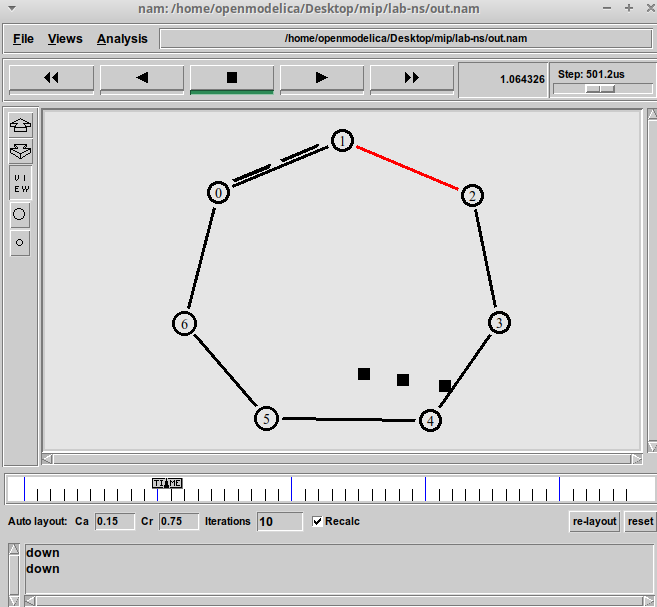 nam: /home/openmodelica/Desktop/mip/lab-ns/out.nam
File Views Analysis /home/openmodelica/Desktop/mip/lab-ns/out.nam
1.064326 Step: 501.2us
VI
EW
1
0
2
6
3
5
4
TIME
Auto layout: Ca 0.15 Cr 0.75 Iterations 10 Recalc re-layout reset
down
down